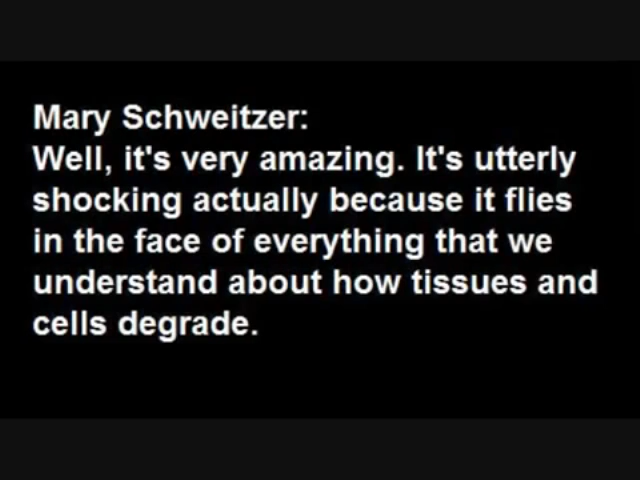 Mary Schweitzer:
Well, it's very amazing. It's utterly
shocking actually because it flies
in the face of everything that we
understand about how tissues and
cells degrade.